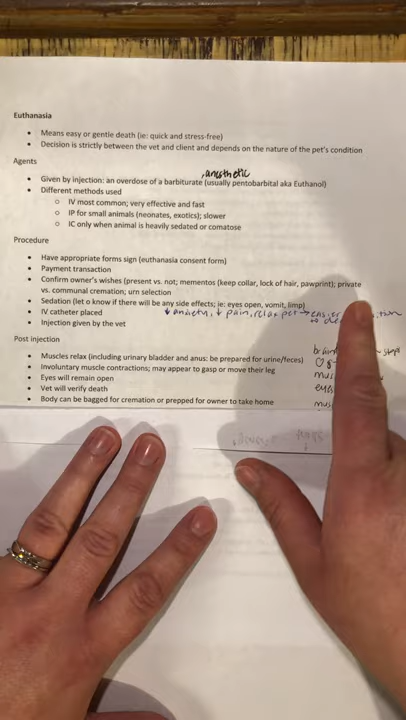 Euthanasia
• Means easy or gentle death (ie: quick and stress-free)
• Decision is strictly between the vet and client and depends on the nature of the pet's condition
Agents
, anesthetic
• Given by injection: an overdose of a barbiturate (usually pentobarbital aka Euthanol)
• Different methods used
o IV most common; very effective and fast
o IP for small animals (neonates, exotics); slower
o IC only when animal is heavily sedated or comatose
Procedure
• Have appropriate forms sign (euthanasia consent form)
• Payment transaction
• Confirm owner's wishes (present vs. not; mementos (keep collar, lock of hair, pawprint); private
vs. communal cremation; urn selection
• Sedation (let o know if there will be any side effects; ie: eyes open, vomit, limp)
• IV catheter placed ↓ anxiety, ↓ pain, relax pet →
• Injection given by the vet
Post injection
• Muscles relax (including urinary bladder and anus: be prepared for urine/feces)
• Involuntary muscle contractions; may appear to gasp or move their leg
• Eyes will remain open
• Vet will verify death
• Body can be bagged for cremation or prepped for owner to take home
brain
eyes